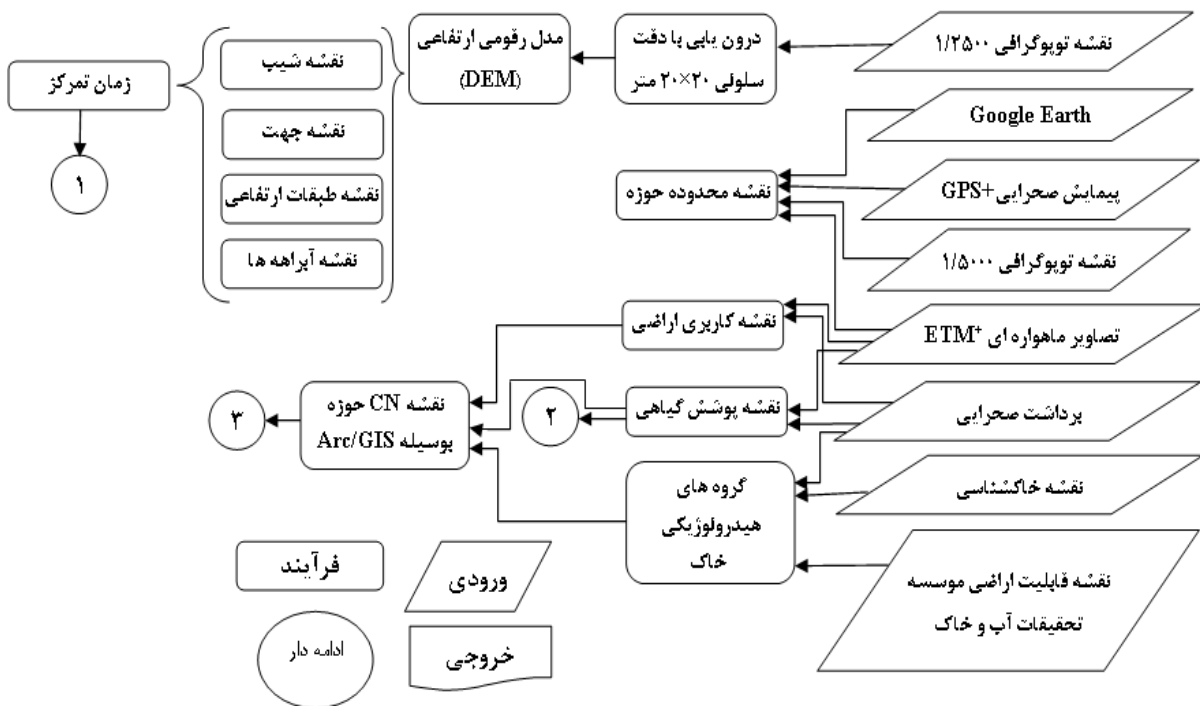 نقشه توپوگرافی ۱/۲۵۰۰
درون یابی با دقت
سلولی ۲۰×۲۰ متر
مدل رقومی ارتفاعی
(DEM)
نقشه شیب
نقشه جهت
نقشه طبقات ارتفاعی
نقشه آبراهه ها
زمان تمرکز
۱
Google Earth
پیمایش صحرایی+GPS
نقشه توپوگرافی ۱/۵۰۰۰
تصاویر ماهواره ای ETM⁺
نقشه محدوده حوزه
برداشت صحرایی
نقشه خاکشناسی
نقشه قابلیت اراضی موسسه
تحقیقات آب و خاک
نقشه کاربری اراضی
نقشه پوشش گیاهی
۲
گروه های
هیدرولوژیکی
خاک
نقشه CN حوزه
بوسیله Arc/GIS
۳
فرآیند
ورودی
ادامه دار
خروجی